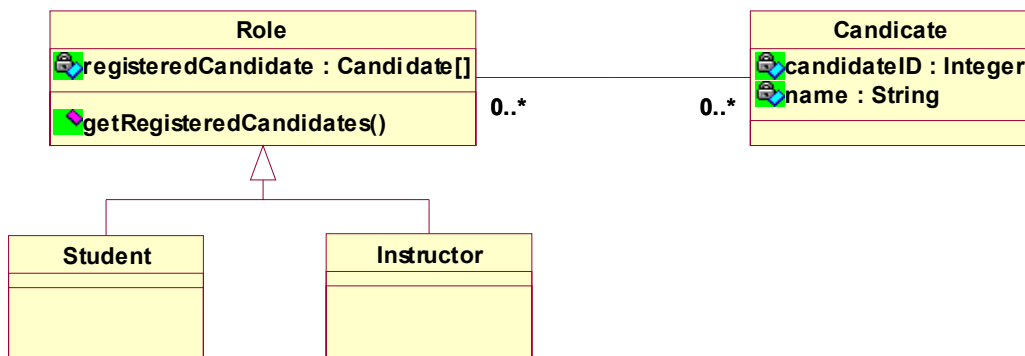 Role
registeredCandidate : Candidate[]
getRegisteredCandidates()
0..*
0..*
Candicate
candidateID : Integer
name : String
Student
Instructor